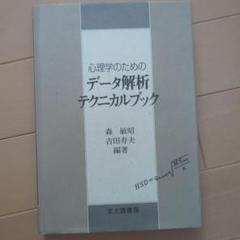 心理学のための
データ解析
テクニカルブック
森 敏昭
吉田寿夫
編著
北大路書房